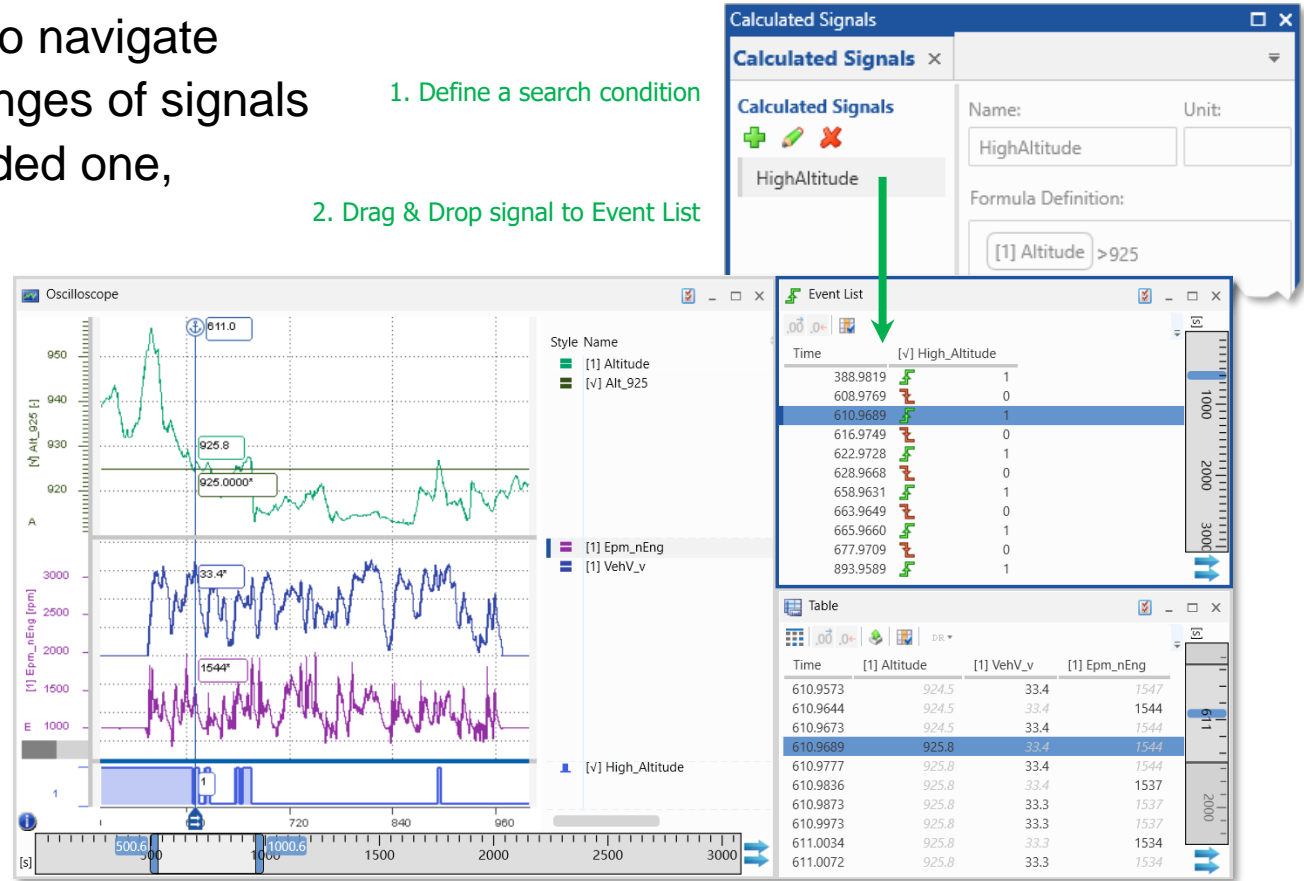 o navigate
nges of signals
ded one,
1. Define a search condition
2. Drag & Drop signal to Event List
Calculated Signals
Calculated Signals ×
Calculated Signals
HighAltitude
Name:
Unit:
HighAltitude
Formula Definition:
[1] Altitude >925
Oscilloscope
950
940
930
920
[√] Alt_925 [-]
A
611.0
925.8
925.0000*
Style Name
[1] Altitude
[√] Alt_925
3000
2500
2000
1500
1000
[1] Epm_nEng [rpm]
E
33.4*
1544*
[1] Epm_nEng
[1] VehV_v
1
1
[√] High_Altitude
720 840 960
[s]
500.6
1000.6
1500 2000 2500 3000
Event List
Time [√] High_Altitude
388.9819 1
608.9769 0
610.9689 1
616.9749 0
622.9728 1
628.9668 0
658.9631 1
663.9649 0
665.9660 1
677.9709 0
893.9589 1
[s]
1000
2000
3000
Table
DR
Time [1] Altitude [1] VehV_v [1] Epm_nEng
610.9573 924.5 33.4 1547
610.9644 924.5 33.4 1544
610.9673 924.5 33.4 1544
610.9689 925.8 33.4 1544
610.9777 925.8 33.4 1544
610.9836 925.8 33.4 1537
610.9873 925.8 33.3 1537
610.9973 925.8 33.3 1537
611.0034 925.8 33.3 1534
611.0072 925.8 33.3 1534
[s]
611
2000